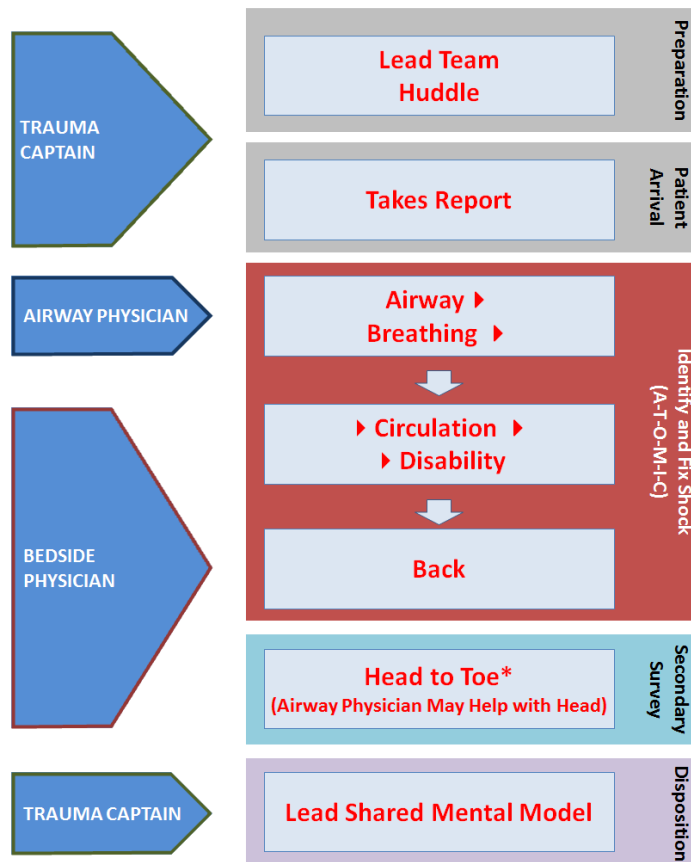 TRAUMA
CAPTAIN
Lead Team
Huddle
Preparation
Takes Report
Patient
Arrival
AIRWAY PHYSICIAN
Airway
Breathing
Circulation
Disability
Back
Identify and Fix Shock
(A-T-O-M-I-C)
BEDSIDE
PHYSICIAN
Head to Toe*
(Airway Physician May Help with Head)
Secondary
Survey
TRAUMA CAPTAIN
Lead Shared Mental Model
Disposition